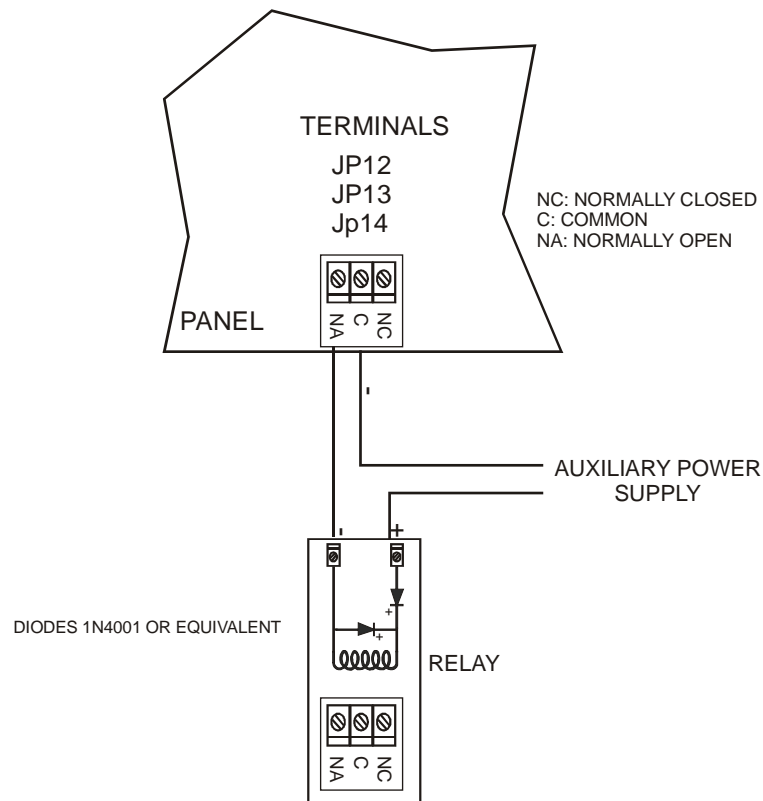 TERMINALS
JP12
JP13
Jp14
NC: NORMALLY CLOSED
C: COMMON
NA: NORMALLY OPEN
PANEL
NA
C
NC
-
AUXILIARY POWER
SUPPLY
-
+
+
+
DIODES 1N4001 OR EQUIVALENT
RELAY
NA
C
NC